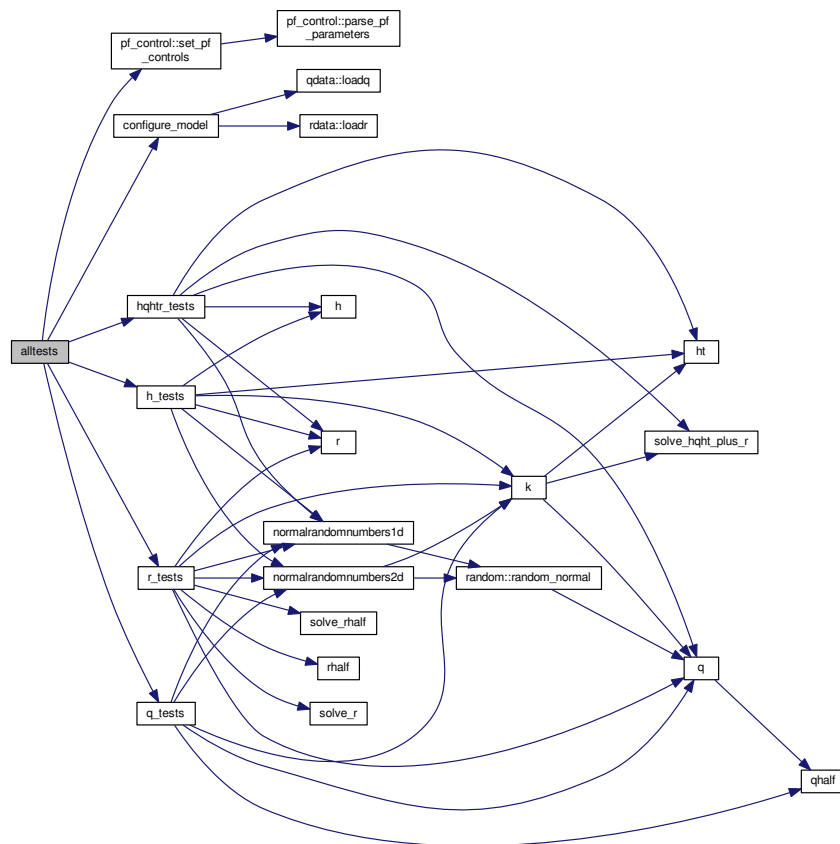 pf_control::parse_pf
_parameters
pf_control::set_pf
_controls
qdata::loadq
configure_model
rdata::loadr
hqhtr_tests
h
alltests
ht
h_tests
r
solve_hqht_plus_r
k
normalrandomnumbers1d
r_tests
normalrandomnumbers2d
random::random_normal
solve_rhalf
rhalf
q
q_tests
solve_r
qhalf